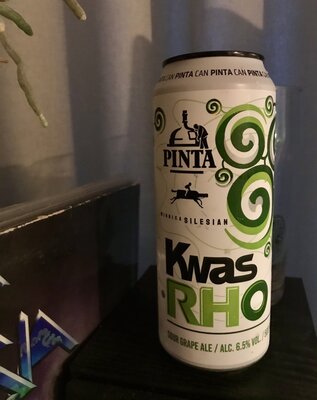 CAN PINTA CAN PINTA CAN PINTA
PINTA
SILESIAN
Kwas
RHO
SOUR GRAPE ALE / ALC. 6.5% VOL. /